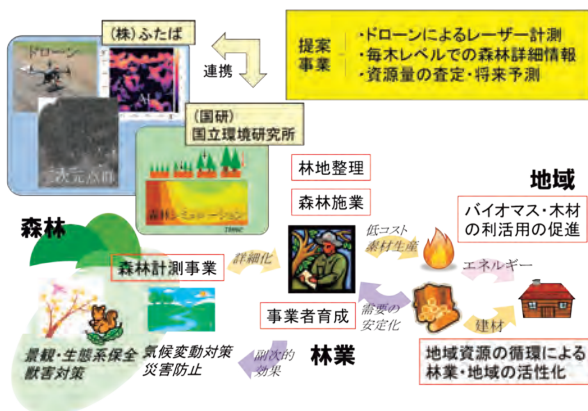 (株)ふたば
ドローン
三次元点群
連携
(国研)
国立環境研究所
森林シミュレーション
提案
事業
・ドローンによるレーザー計測
・毎木レベルでの森林詳細情報
・資源量の査定・将来予測
林地整理
森林施業
地域
バイオマス・木材
の利活用の促進
森林
森林計測事業
詳細化
低コスト
素材生産
エネルギー
事業者育成
需要の
安定化
建材
林業
景観・生態系保全
獣害対策
気候変動対策
災害防止
副次的
効果
地域資源の循環による
林業・地域の活性化